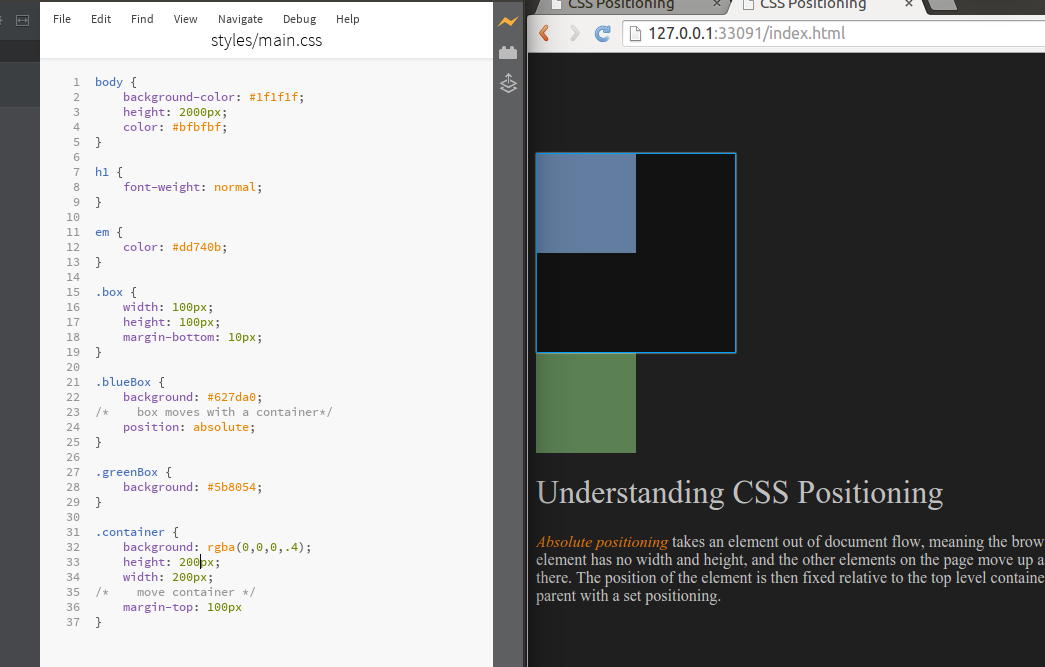 File Edit Find View Navigate Debug Help
styles/main.css
1 body {
2 background-color: #1f1f1f;
3 height: 2000px;
4 color: #bfbfbf;
5 }
6
7 h1 {
8 font-weight: normal;
9 }
10
11 em {
12 color: #dd740b;
13 }
14
15 .box {
16 width: 100px;
17 height: 100px;
18 margin-bottom: 10px;
19 }
20
21 .blueBox {
22 background: #627da0;
23 /* box moves with a container*/
24 position: absolute;
25 }
26
27 .greenBox {
28 background: #5b8054;
29 }
30
31 .container {
32 background: rgba(0,0,0,.4);
33 height: 200px;
34 width: 200px;
35 /* move container */
36 margin-top: 100px
37 }
CSS Positioning × CSS Positioning ×
127.0.0.1:33091/index.html
Understanding CSS Positioning
Absolute positioning takes an element out of document flow, meaning the brow
element has no width and height, and the other elements on the page move up a
there. The position of the element is then fixed relative to the top level containe
parent with a set positioning.